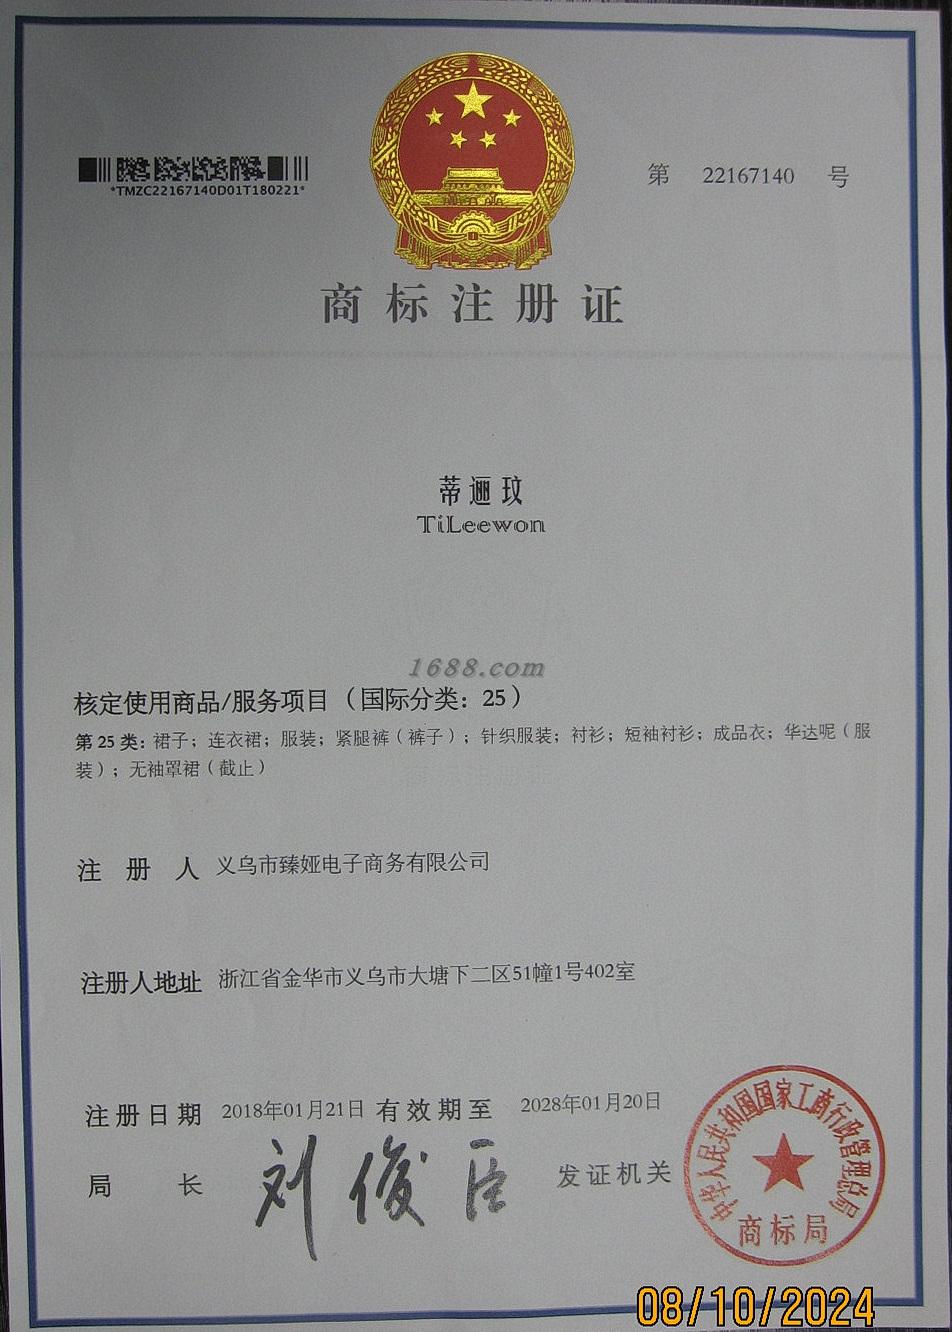 *TMZC22167140D01T180221*
第 22167140 号
商标注册证
蒂逦玟
TiLeewon
1688.com
核定使用商品/服务项目（国际分类：25）
第 25 类：裙子；连衣裙；服装；紧腿裤（裤子）；针织服装；衬衫；短袖衬衫；成品衣；华达呢（服
装）；无袖罩裙（截止）
注册人 义乌市臻娅电子商务有限公司
注册人地址 浙江省金华市义乌市大塘下二区51幢1号402室
注册日期 2018年01月21日 有效期至 2028年01月20日
局长 刘俊臣 发证机关
中华人民共和国国家工商行政管理总局
商标局
08/10/2024